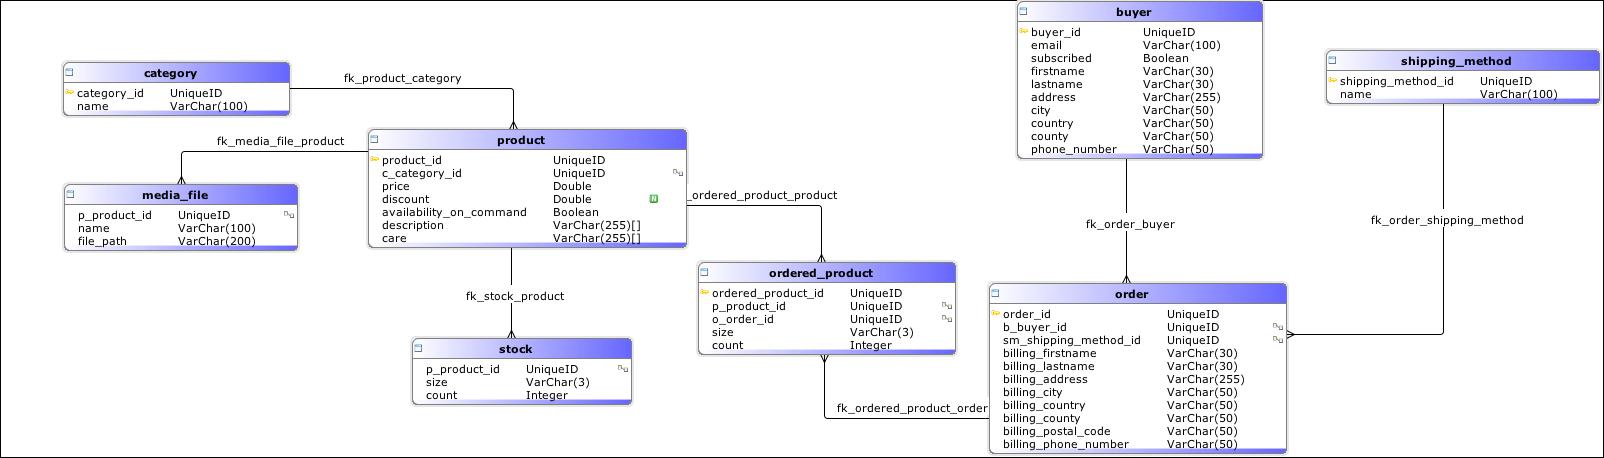 category
category_id UniqueID
name VarChar(100)
fk_product_category
fk_media_file_product
media_file
p_product_id UniqueID
name VarChar(100)
file_path VarChar(200)
product
product_id UniqueID
c_category_id UniqueID
price Double
discount Double N
availability_on_command Boolean
description VarChar(255)[]
care VarChar(255)[]
fk_stock_product
stock
p_product_id UniqueID
size VarChar(3)
count Integer
_ordered_product_product
ordered_product
ordered_product_id UniqueID
p_product_id UniqueID
o_order_id UniqueID
size VarChar(3)
count Integer
fk_ordered_product_order
buyer
buyer_id UniqueID
email VarChar(100)
subscribed Boolean
firstname VarChar(30)
lastname VarChar(30)
address VarChar(255)
city VarChar(50)
country VarChar(50)
county VarChar(50)
phone_number VarChar(50)
fk_order_buyer
shipping_method
shipping_method_id UniqueID
name VarChar(100)
fk_order_shipping_method
order
order_id UniqueID
b_buyer_id UniqueID
sm_shipping_method_id UniqueID
billing_firstname VarChar(30)
billing_lastname VarChar(30)
billing_address VarChar(255)
billing_city VarChar(50)
billing_country VarChar(50)
billing_county VarChar(50)
billing_postal_code VarChar(50)
billing_phone_number VarChar(50)